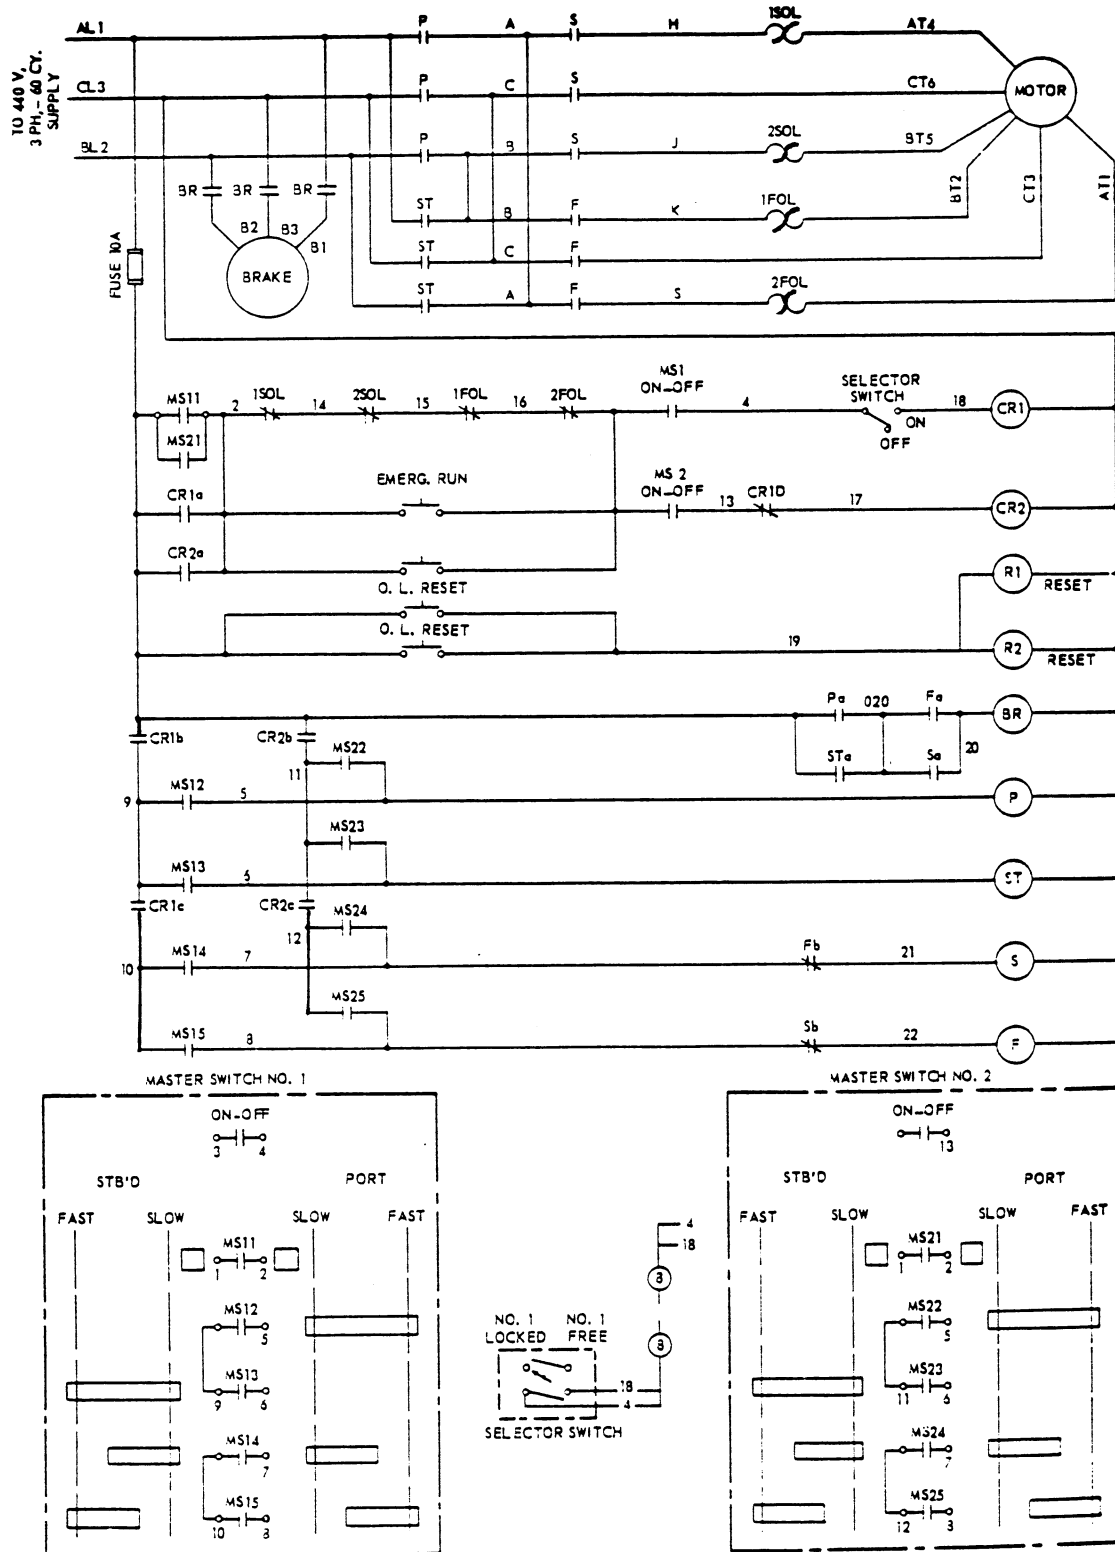 AL1
P
A
S
H
1SOL
AT4
TO 440 V,
3 PH,- 60 CY.
SUPPLY
CL3
P
C
S
CT6
MOTOR
BL2
P
B
S
J
2SOL
BT5
BR
BR
BR
ST
B
F
K
1FOL
BT2
CT3
AT1
B2
B3
B1
BRAKE
ST
C
F
FUSE 10A
ST
A
F
S
2FOL
MS11
2
1SOL
14
2SOL
15
1FOL
16
2FOL
MS1
ON-OFF
4
SELECTOR
SWITCH
ON
OFF
18
CR1
MS21
CR1a
EMERG. RUN
MS 2
ON-OFF
13
CR1D
17
CR2
CR2a
O. L. RESET
R1
RESET
O. L. RESET
19
R2
RESET
Pa
020
Fa
BR
CR1b
CR2b
MS22
STa
Sa
20
11
9
MS12
5
P
MS23
MS13
6
ST
CR1c
CR2c
MS24
12
10
MS14
7
Fb
21
S
MS25
MS15
8
Sb
22
F
MASTER SWITCH NO. 1
MASTER SWITCH NO. 2
ON-OFF
3 4
ON-OFF
13
STB'D
PORT
STB'D
PORT
FAST
SLOW
SLOW
FAST
FAST
SLOW
SLOW
FAST
MS11
1 2
MS21
1 2
4
18
8
8
MS12
5
MS22
5
NO. 1
LOCKED
NO. 1
FREE
MS13
9 6
MS23
11 6
18
4
SELECTOR SWITCH
MS14
7
MS24
7
MS15
10 8
MS25
12 8